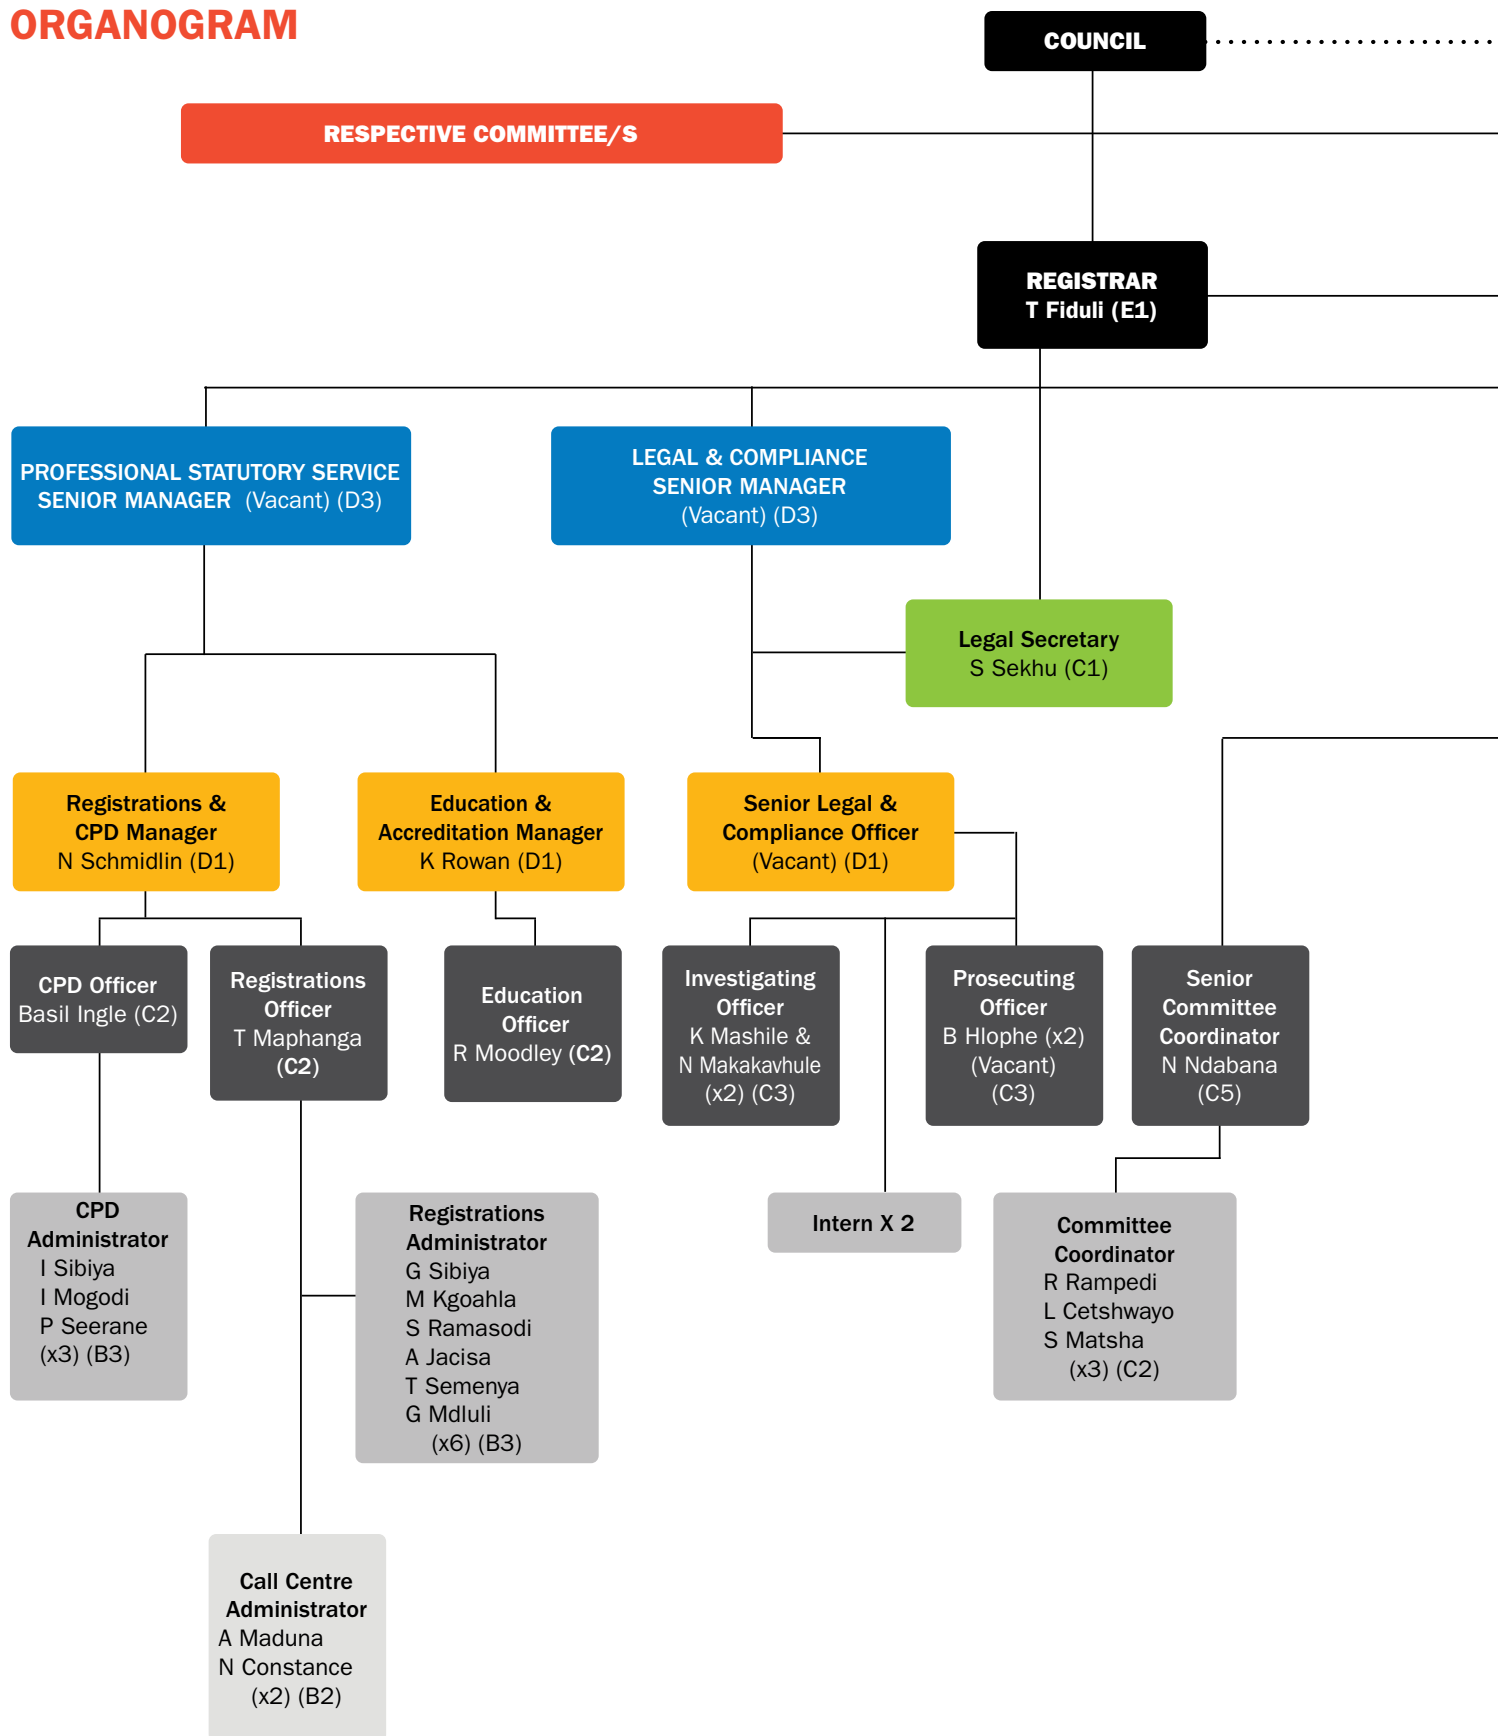 ORGANOGRAM
COUNCIL
RESPECTIVE COMMITTEE/S
REGISTRAR
T Fiduli (E1)
PROFESSIONAL STATUTORY SERVICE
SENIOR MANAGER (Vacant) (D3)
LEGAL & COMPLIANCE
SENIOR MANAGER
(Vacant) (D3)
Legal Secretary
S Sekhu (C1)
Registrations &
CPD Manager
N Schmidlin (D1)
Education &
Accreditation Manager
K Rowan (D1)
Senior Legal &
Compliance Officer
(Vacant) (D1)
CPD Officer
Basil Ingle (C2)
Registrations
Officer
T Maphanga
(C2)
Education
Officer
R Moodley (C2)
Investigating
Officer
K Mashile &
N Makakavhule
(x2) (C3)
Prosecuting
Officer
B Hlophe (x2)
(Vacant)
(C3)
Senior
Committee
Coordinator
N Ndabana
(C5)
CPD
Administrator
I Sibiya
I Mogodi
P Seerane
(x3) (B3)
Registrations
Administrator
G Sibiya
M Kgoahla
S Ramasodi
A Jacisa
T Semenya
G Mdluli
(x6) (B3)
Intern X 2
Committee
Coordinator
R Rampedi
L Cetshwayo
S Matsha
(x3) (C2)
Call Centre
Administrator
A Maduna
N Constance
(x2) (B2)